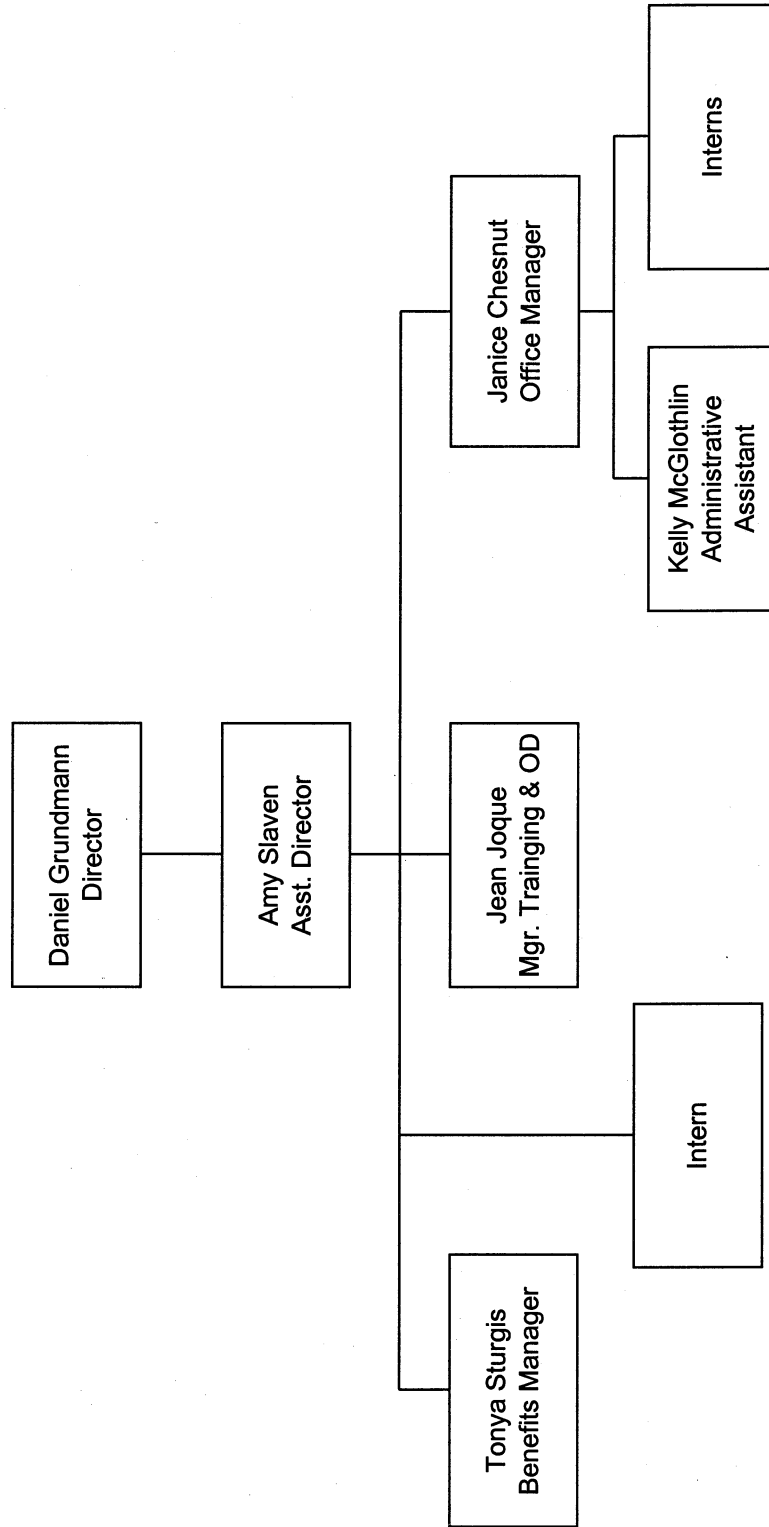 Daniel Grundmann
Director
Amy Slaven
Asst. Director
Tonya Sturgis
Benefits Manager
Intern
Jean Joque
Mgr. Trainging & OD
Janice Chesnut
Office Manager
Kelly McGlothlin
Administrative
Assistant
Interns